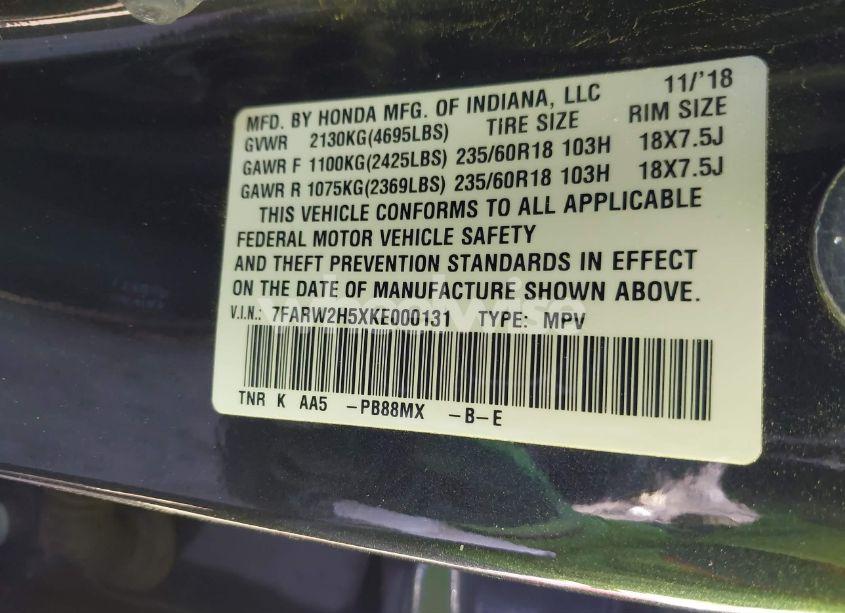 MFD. BY HONDA MFG. OF INDIANA, LLC 11/'18
GVWR 2130KG(4695LBS) TIRE SIZE RIM SIZE
GAWR F 1100KG(2425LBS) 235/60R18 103H 18X7.5J
GAWR R 1075KG(2369LBS) 235/60R18 103H 18X7.5J
THIS VEHICLE CONFORMS TO ALL APPLICABLE
FEDERAL MOTOR VEHICLE SAFETY
AND THEFT PREVENTION STANDARDS IN EFFECT
ON THE DATE OF MANUFACTURE SHOWN ABOVE.
V.I.N.: 7FARW2H5XKE000131 TYPE: MPV
TNR K AA5 -PB88MX -B-E